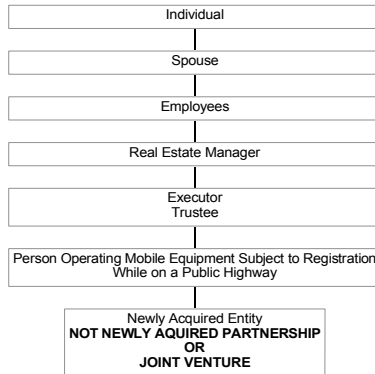 Individual
Spouse
Employees
Real Estate Manager
Executor
Trustee
Person Operating Mobile Equipment Subject to Registration
While on a Public Highway
Newly Acquired Entity
NOT NEWLY AQUIRED PARTNERSHIP
OR
JOINT VENTURE